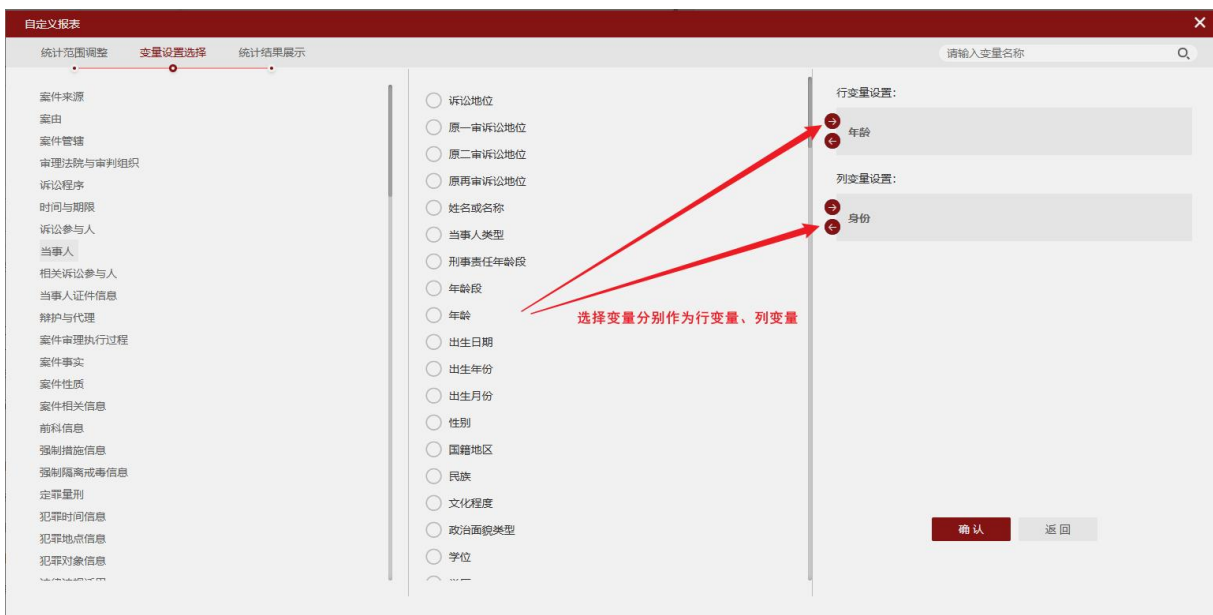 自定义报表
统计范围调整 变量设置选择 统计结果展示
请输入变量名称
案件来源
案由
案件管辖
审理法院与审判组织
诉讼程序
时间与期限
诉讼参与人
当事人
相关诉讼参与人
当事人证件信息
辩护与代理
案件审理执行过程
案件事实
案件性质
案件相关信息
前科信息
强制措施信息
强制隔离戒毒信息
定罪量刑
犯罪时间信息
犯罪地点信息
犯罪对象信息
诉讼地位
原一审诉讼地位
原二审诉讼地位
原再审诉讼地位
姓名或名称
当事人类型
刑事责任年龄段
年龄段
年龄
出生日期
出生年份
出生月份
性别
国籍地区
民族
文化程度
政治面貌类型
学位
选择变量分别作为行变量、列变量
行变量设置:
年龄
列变量设置:
身份
确认 返回